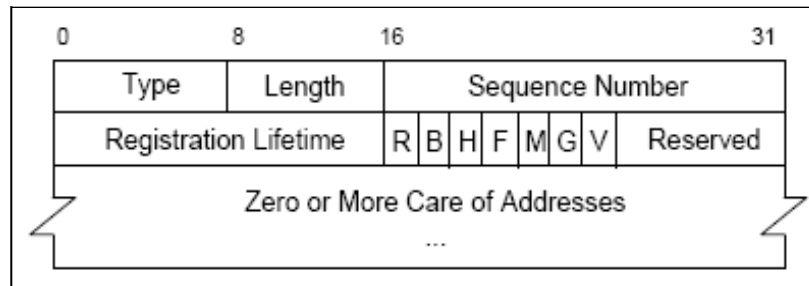 0 8 16 31
Type Length Sequence Number
Registration Lifetime R B H F M G V Reserved
Zero or More Care of Addresses
...